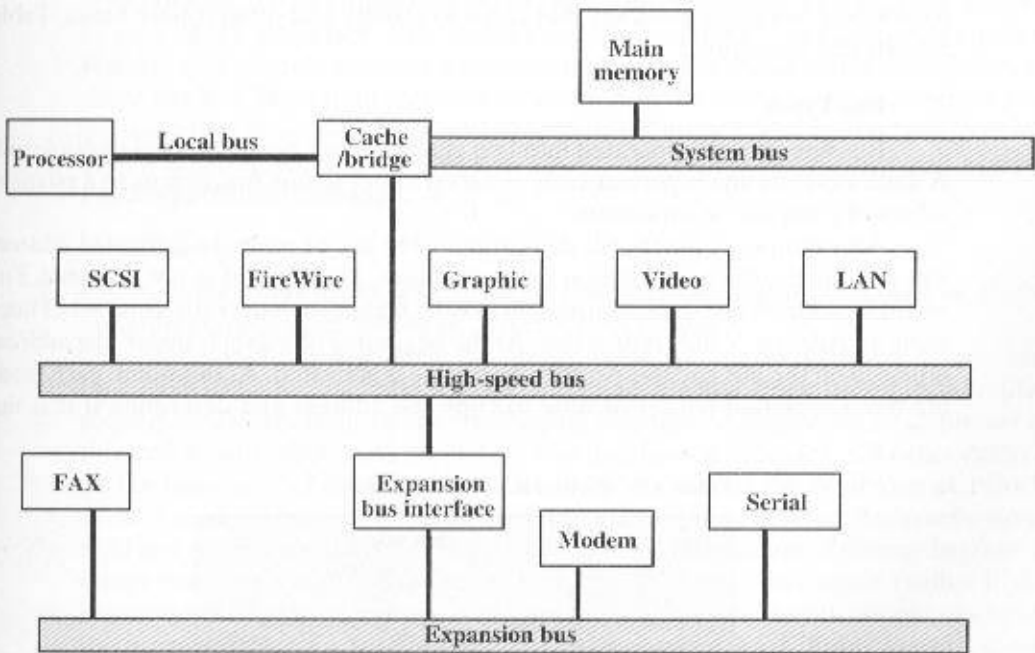 Main
memory
Processor
Local bus
Cache
/bridge
System bus
SCSI
FireWire
Graphic
Video
LAN
High-speed bus
FAX
Expansion
bus interface
Modem
Serial
Expansion bus